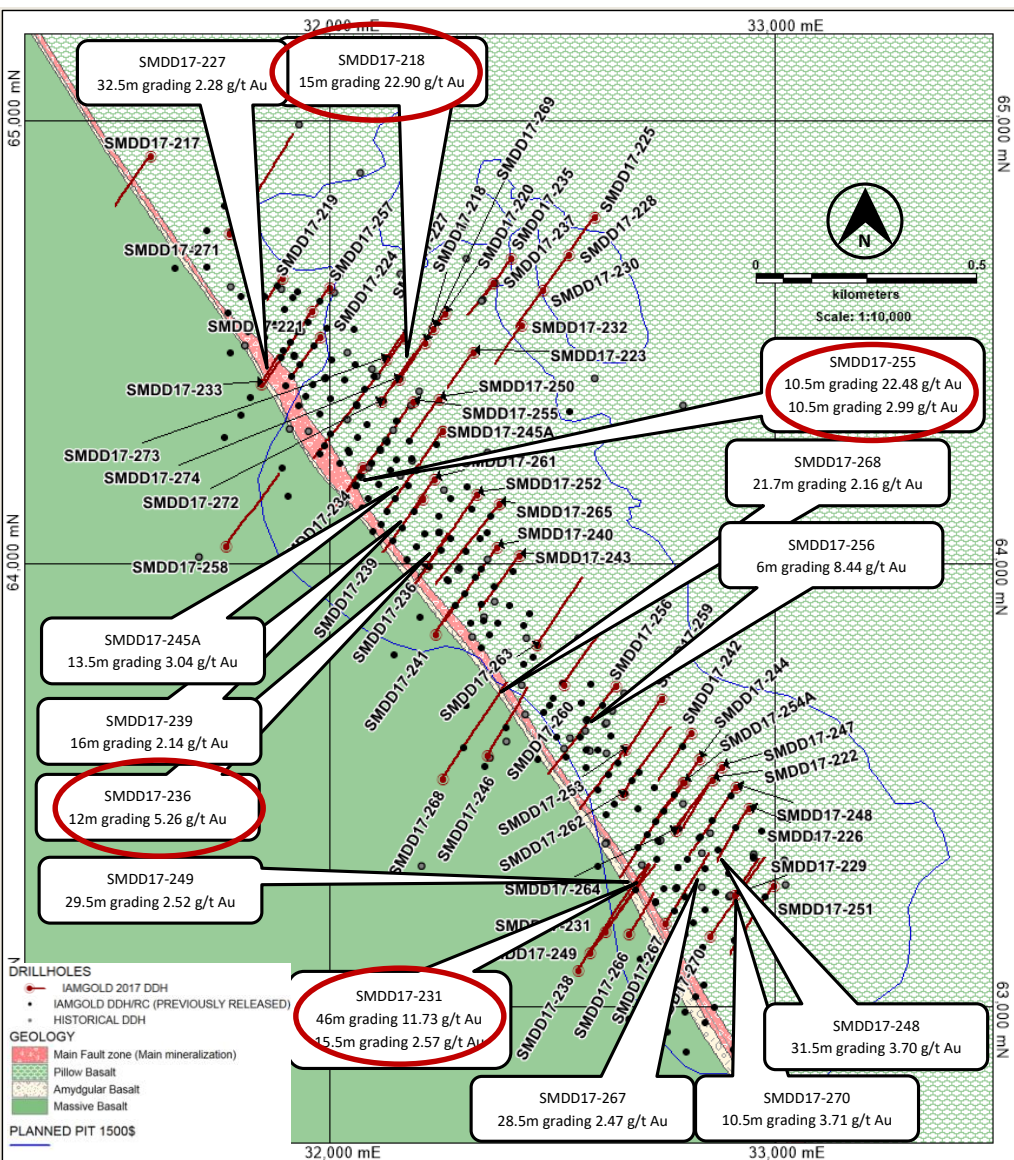 32,000 mE
33,000 mE
SMDD17-227
32.5m grading 2.28 g/t Au
SMDD17-218
15m grading 22.90 g/t Au
65,000 mN
65,000 mN
SMDD17-217
SMDD17-269
SMDD17-225
SMDD17-219
SMDD17-257
SMDD17-218
SMDD17-220
SMDD17-235
SMDD17-237
SMDD17-228
SMDD17-271
SMDD17-224
SMDD17-230
N
0
0.5
kilometers
Scale: 1:10,000
SMDD17-232
SMDD17-223
SMDD17-233
SMDD17-250
SMDD17-255
SMDD17-255
10.5m grading 22.48 g/t Au
10.5m grading 2.99 g/t Au
SMDD17-245A
SMDD17-273
SMDD17-274
SMDD17-272
SMDD17-261
SMDD17-252
SMDD17-265
SMDD17-240
SMDD17-243
SMDD17-268
21.7m grading 2.16 g/t Au
SMDD17-234
SMDD17-258
64,000 mN
64,000 mN
SMDD17-256
6m grading 8.44 g/t Au
SMDD17-239
SMDD17-236
SMDD17-241
SMDD17-263
SMDD17-256
SMDD17-242
SMDD17-244
SMDD17-254A
SMDD17-247
SMDD17-222
SMDD17-245A
13.5m grading 3.04 g/t Au
SMDD17-239
16m grading 2.14 g/t Au
SMDD17-260
SMDD17-246
SMDD17-268
SMDD17-253
SMDD17-262
SMDD17-248
SMDD17-226
SMDD17-229
SMDD17-251
SMDD17-236
12m grading 5.26 g/t Au
SMDD17-249
29.5m grading 2.52 g/t Au
SMDD17-264
SMDD17-231
SMDD17-249
SMDD17-238
SMDD17-266
SMDD17-267
63,000 mN
SMDD17-231
46m grading 11.73 g/t Au
15.5m grading 2.57 g/t Au
SMDD17-248
31.5m grading 3.70 g/t Au
SMDD17-267
28.5m grading 2.47 g/t Au
SMDD17-270
10.5m grading 3.71 g/t Au
DRILLHOLES
IAMGOLD 2017 DDH
IAMGOLD DDH/RC (PREVIOUSLY RELEASED)
HISTORICAL DDH
GEOLOGY
Main Fault zone (Main mineralization)
Pillow Basalt
Amydgular Basalt
Massive Basalt
PLANNED PIT 1500$
32,000 mE
33,000 mE